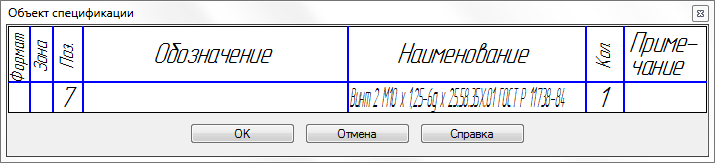 Объект спецификации
Формат Зона Поз. Обозначение Наименование Кол. Приме-
чание
7 Винт 2 М10 х 1,25-6g х 25.58.35Х.01 ГОСТ Р 11738-84 1
ОК Отмена Справка